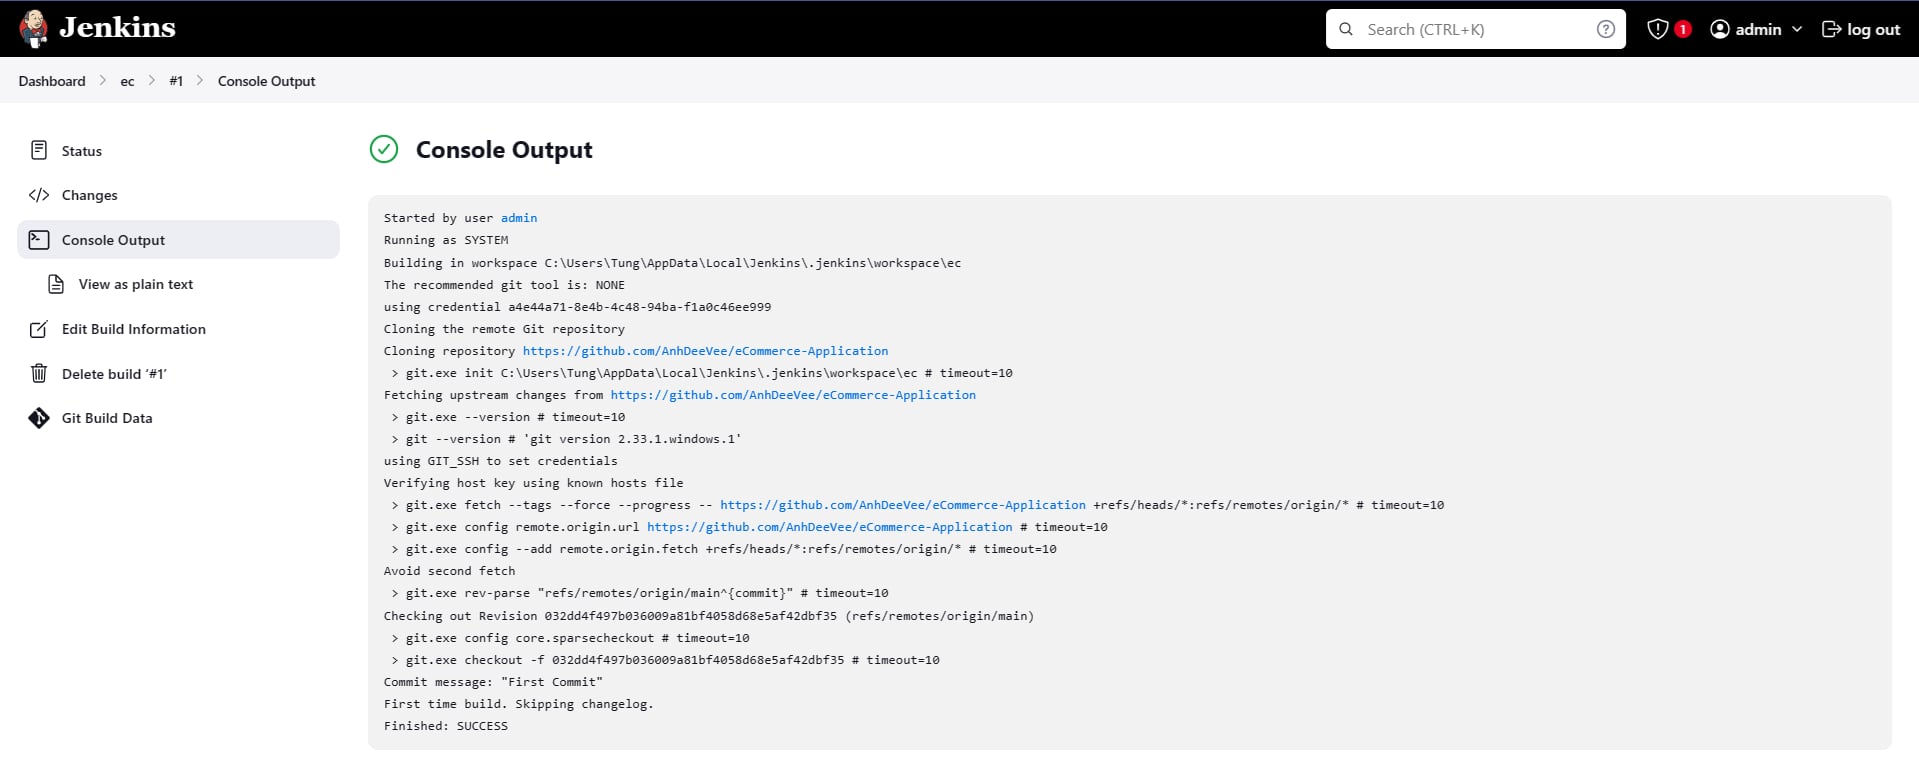 Jenkins
Search (CTRL+K)
1
admin
log out
Dashboard
ec
#1
Console Output
Status
Changes
Console Output
View as plain text
Edit Build Information
Delete build ‘#1’
Git Build Data
Console Output
Started by user admin
Running as SYSTEM
Building in workspace C:\Users\Tung\AppData\Local\Jenkins\.jenkins\workspace\ec
The recommended git tool is: NONE
using credential a4e44a71-8e4b-4c48-94ba-f1a0c46ee999
Cloning the remote Git repository
Cloning repository https://github.com/AnhDeeVee/eCommerce-Application
 > git.exe init C:\Users\Tung\AppData\Local\Jenkins\.jenkins\workspace\ec # timeout=10
Fetching upstream changes from https://github.com/AnhDeeVee/eCommerce-Application
 > git.exe --version # timeout=10
 > git --version # 'git version 2.33.1.windows.1'
using GIT_SSH to set credentials
Verifying host key using known hosts file
 > git.exe fetch --tags --force --progress -- https://github.com/AnhDeeVee/eCommerce-Application +refs/heads/*:refs/remotes/origin/* # timeout=10
 > git.exe config remote.origin.url https://github.com/AnhDeeVee/eCommerce-Application # timeout=10
 > git.exe config --add remote.origin.fetch +refs/heads/*:refs/remotes/origin/* # timeout=10
Avoid second fetch
 > git.exe rev-parse "refs/remotes/origin/main^{commit}" # timeout=10
Checking out Revision 032dd4f497b036009a81bf4058d68e5af42dbf35 (refs/remotes/origin/main)
 > git.exe config core.sparsecheckout # timeout=10
 > git.exe checkout -f 032dd4f497b036009a81bf4058d68e5af42dbf35 # timeout=10
Commit message: "First Commit"
First time build. Skipping changelog.
Finished: SUCCESS